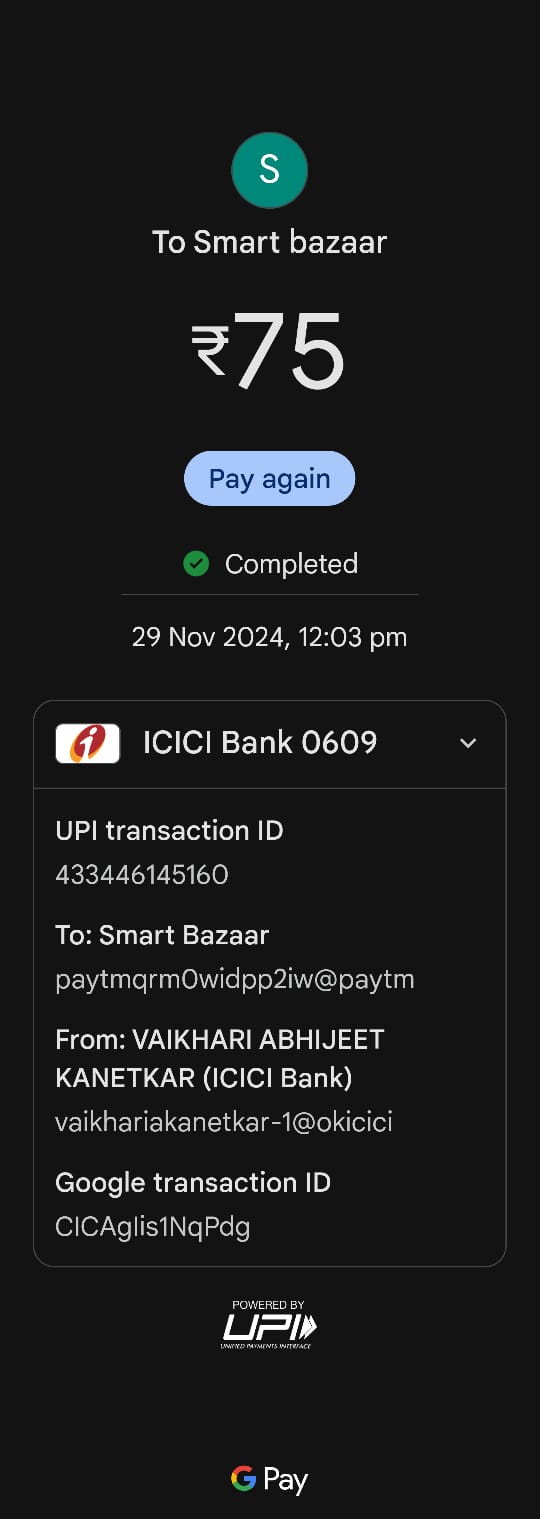 S
To Smart bazaar
₹75
Pay again
Completed
29 Nov 2024, 12:03 pm
ICICI Bank 0609
UPI transaction ID
433446145160
To: Smart Bazaar
paytmqrm0widpp2iw@paytm
From: VAIKHARI ABHIJEET
KANETKAR (ICICI Bank)
vaikhariakanetkar-1@okicici
Google transaction ID
CICAgIis1NqPdg
POWERED BY
UPI
UNIFIED PAYMENTS INTERFACE
G Pay